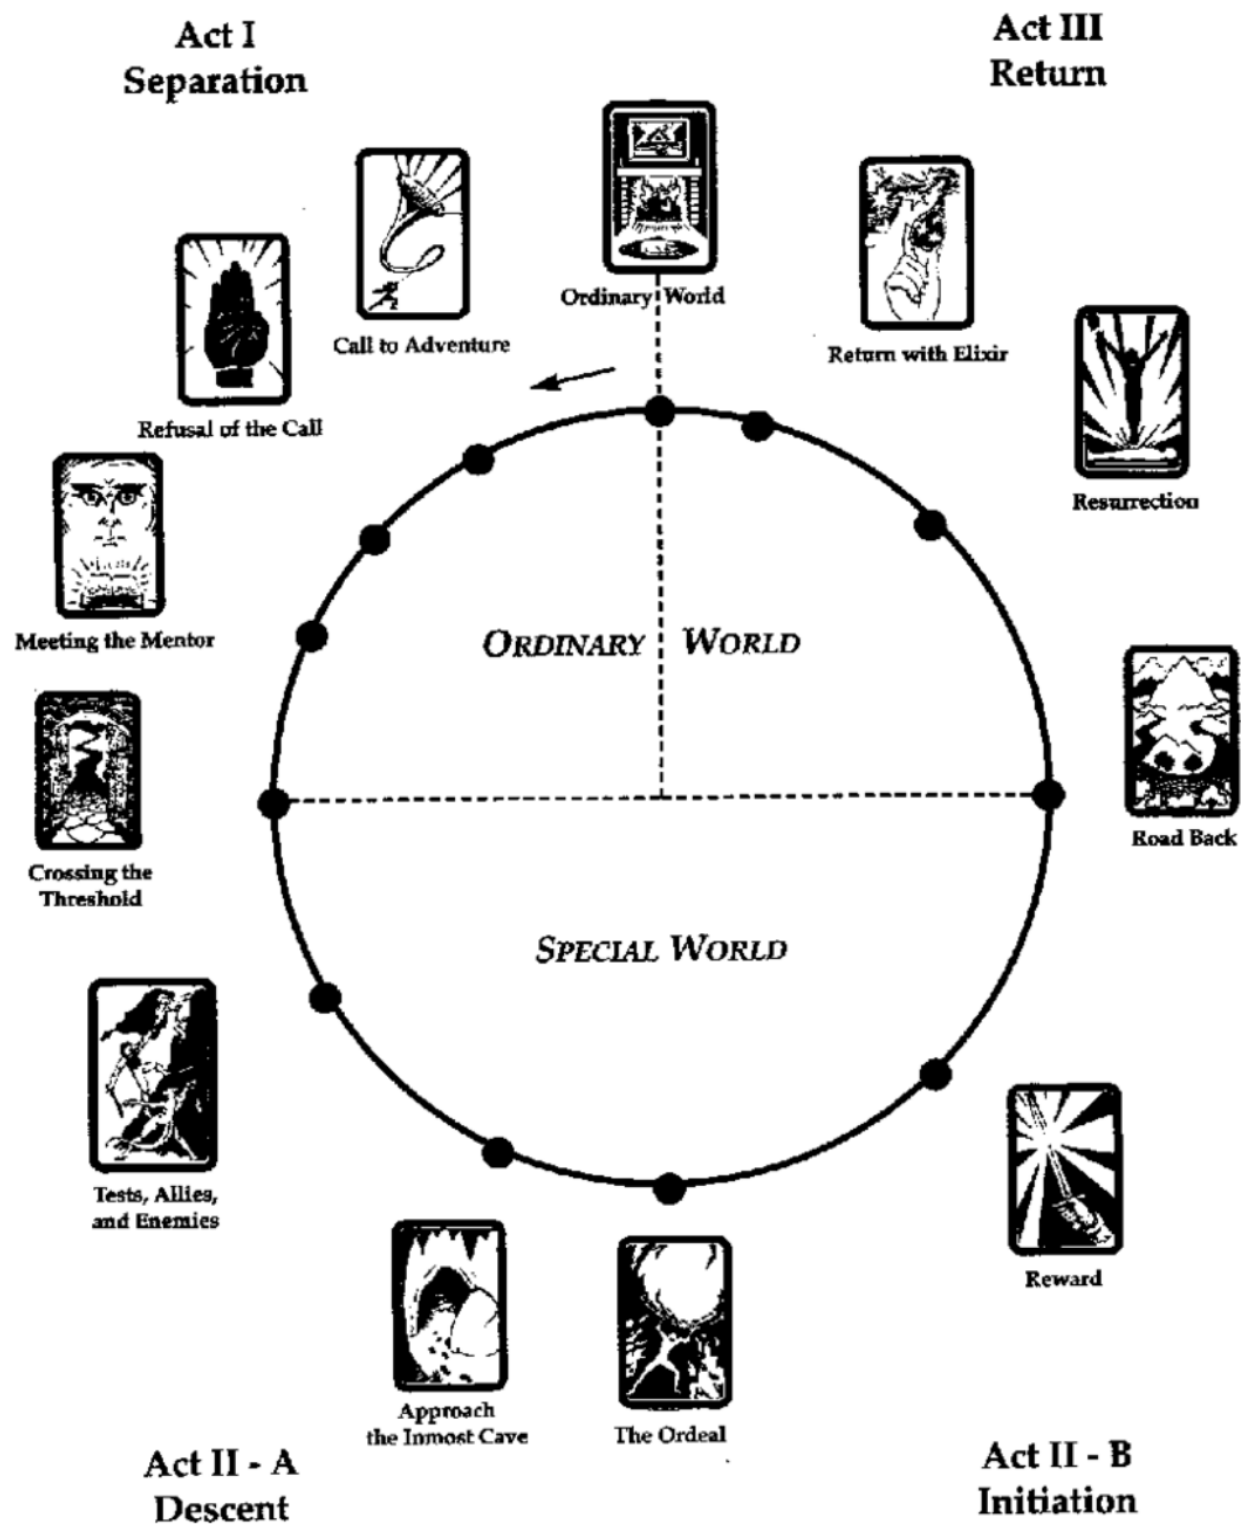 Act I
Separation
Act III
Return
Ordinary World
Call to Adventure
Return with Elixir
Refusal of the Call
Resurrection
Meeting the Mentor
ORDINARY WORLD
Road Back
Crossing the
Threshold
SPECIAL WORLD
Tests, Allies,
and Enemies
Reward
Approach
the Inmost Cave
The Ordeal
Act II - A
Descent
Act II - B
Initiation